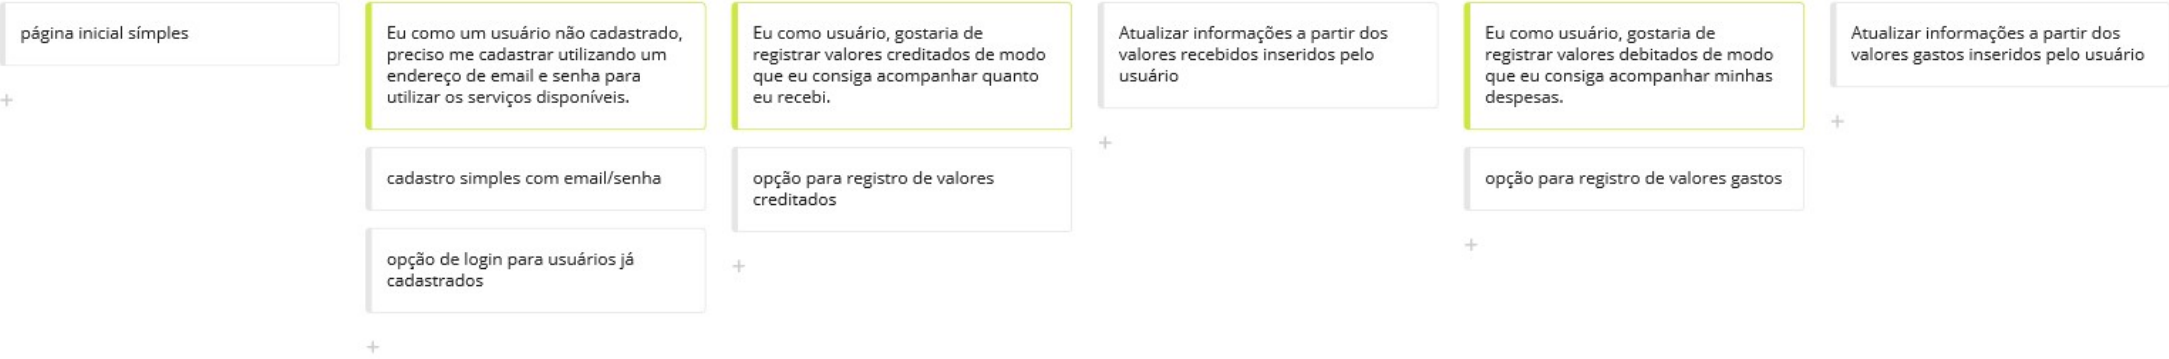 página inicial símples
Eu como um usuário não cadastrado,
preciso me cadastrar utilizando um
endereço de email e senha para
utilizar os serviços disponíveis.
cadastro simples com email/senha
opção de login para usuários já
cadastrados
Eu como usuário, gostaria de
registrar valores creditados de modo
que eu consiga acompanhar quanto
eu recebi.
opção para registro de valores
creditados
Atualizar informações a partir dos
valores recebidos inseridos pelo
usuário
Eu como usuário, gostaria de
registrar valores debitados de modo
que eu consiga acompanhar minhas
despesas.
opção para registro de valores gastos
Atualizar informações a partir dos
valores gastos inseridos pelo usuário